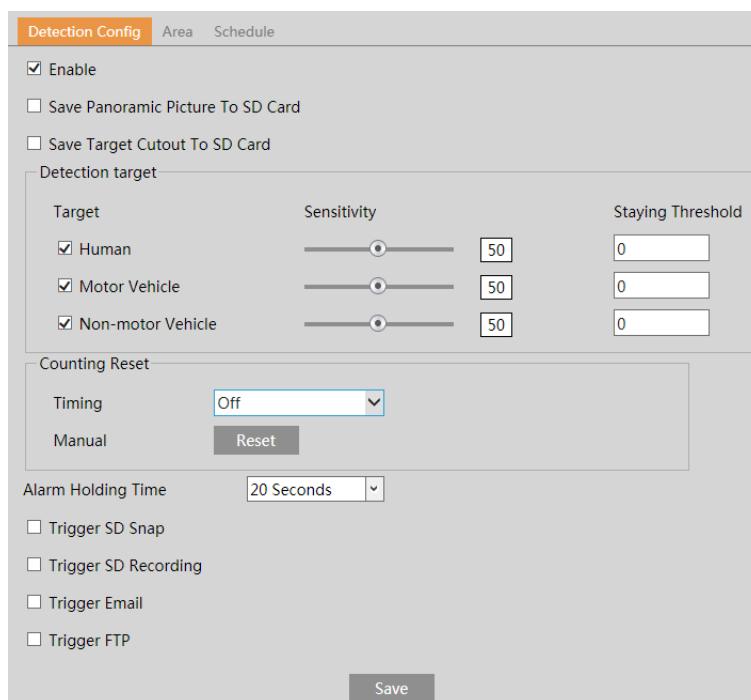 Detection Config Area Schedule
Enable
Save Panoramic Picture To SD Card
Save Target Cutout To SD Card
Detection target
Target Sensitivity Staying Threshold
Human 50 0
Motor Vehicle 50 0
Non-motor Vehicle 50 0
Counting Reset
Timing Off
Manual Reset
Alarm Holding Time 20 Seconds
Trigger SD Snap
Trigger SD Recording
Trigger Email
Trigger FTP
Save